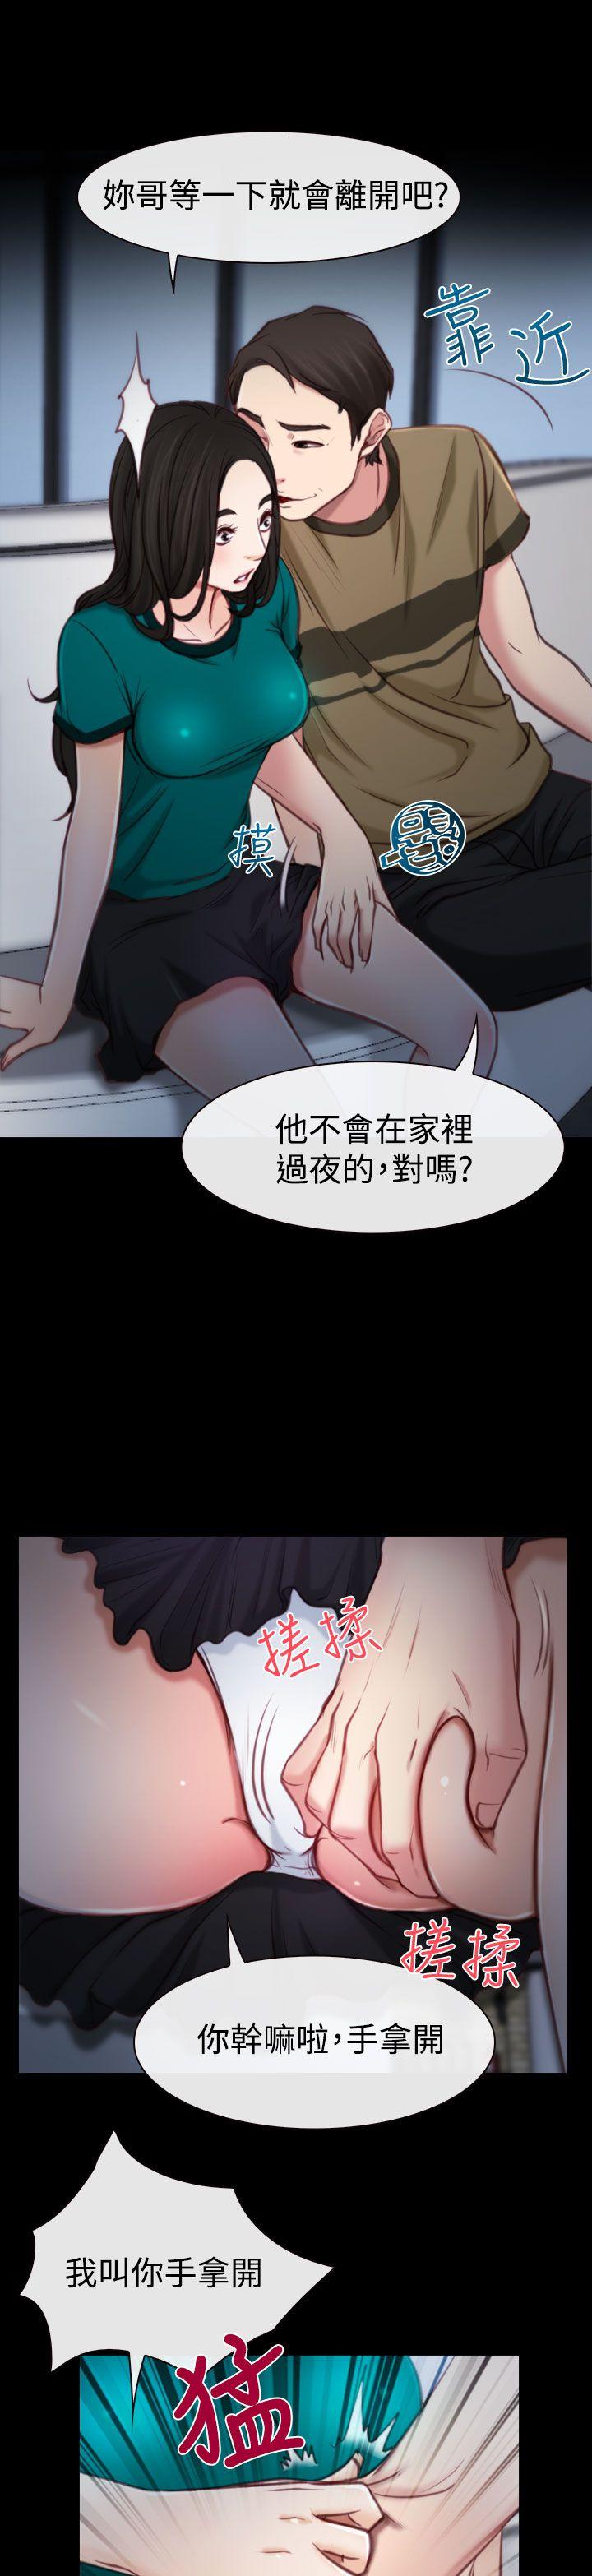 妳哥等一下就會離開吧?
靠近
摸
他不會在家裡
過夜的,對嗎?
搓揉
搓揉
你幹嘛啦,手拿開
我叫你手拿開
猛